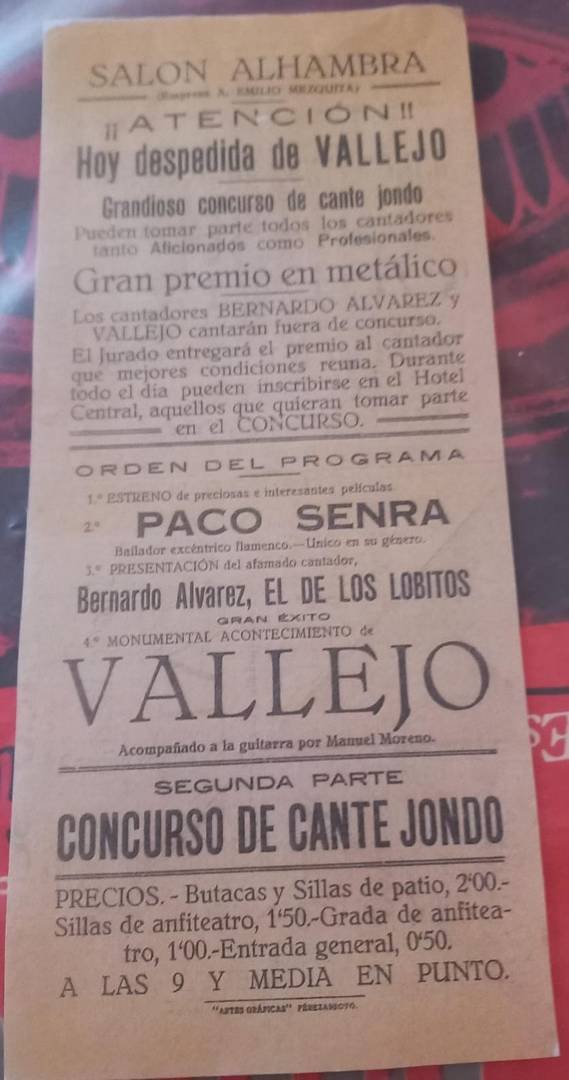 SALON ALHAMBRA
(Empresa A. EMILIO MEZQUITA)
¡¡ATENCIÓN!!
Hoy despedida de VALLEJO
Grandioso concurso de cante jondo
Pueden tomar parte todos los cantadores
tanto Aficionados como Profesionales.
Gran premio en metálico
Los cantadores BERNARDO ALVAREZ y
VALLEJO cantarán fuera de concurso.
El Jurado entregará el premio al cantador
que mejores condiciones reuna. Durante
todo el día pueden inscribirse en el Hotel
Central, aquellos que quieran tomar parte
en el CONCURSO.
ORDEN DEL PROGRAMA
1.º ESTRENO de preciosas e interesantes películas.
2.º PACO SENRA
Bailador excéntrico flamenco.—Unico en su género.
3.º PRESENTACIÓN del afamado cantador,
Bernardo Alvarez, EL DE LOS LOBITOS
GRAN ÉXITO
4.º MONUMENTAL ACONTECIMIENTO de
VALLEJO
Acompañado a la guitarra por Manuel Moreno.
SEGUNDA PARTE
CONCURSO DE CANTE JONDO
PRECIOS. - Butacas y Sillas de patio, 2'00.-
Sillas de anfiteatro, 1'50.-Grada de anfitea-
tro, 1'00.-Entrada general, 0'50.
A LAS 9 Y MEDIA EN PUNTO.
"ARTES GRÁFICAS"